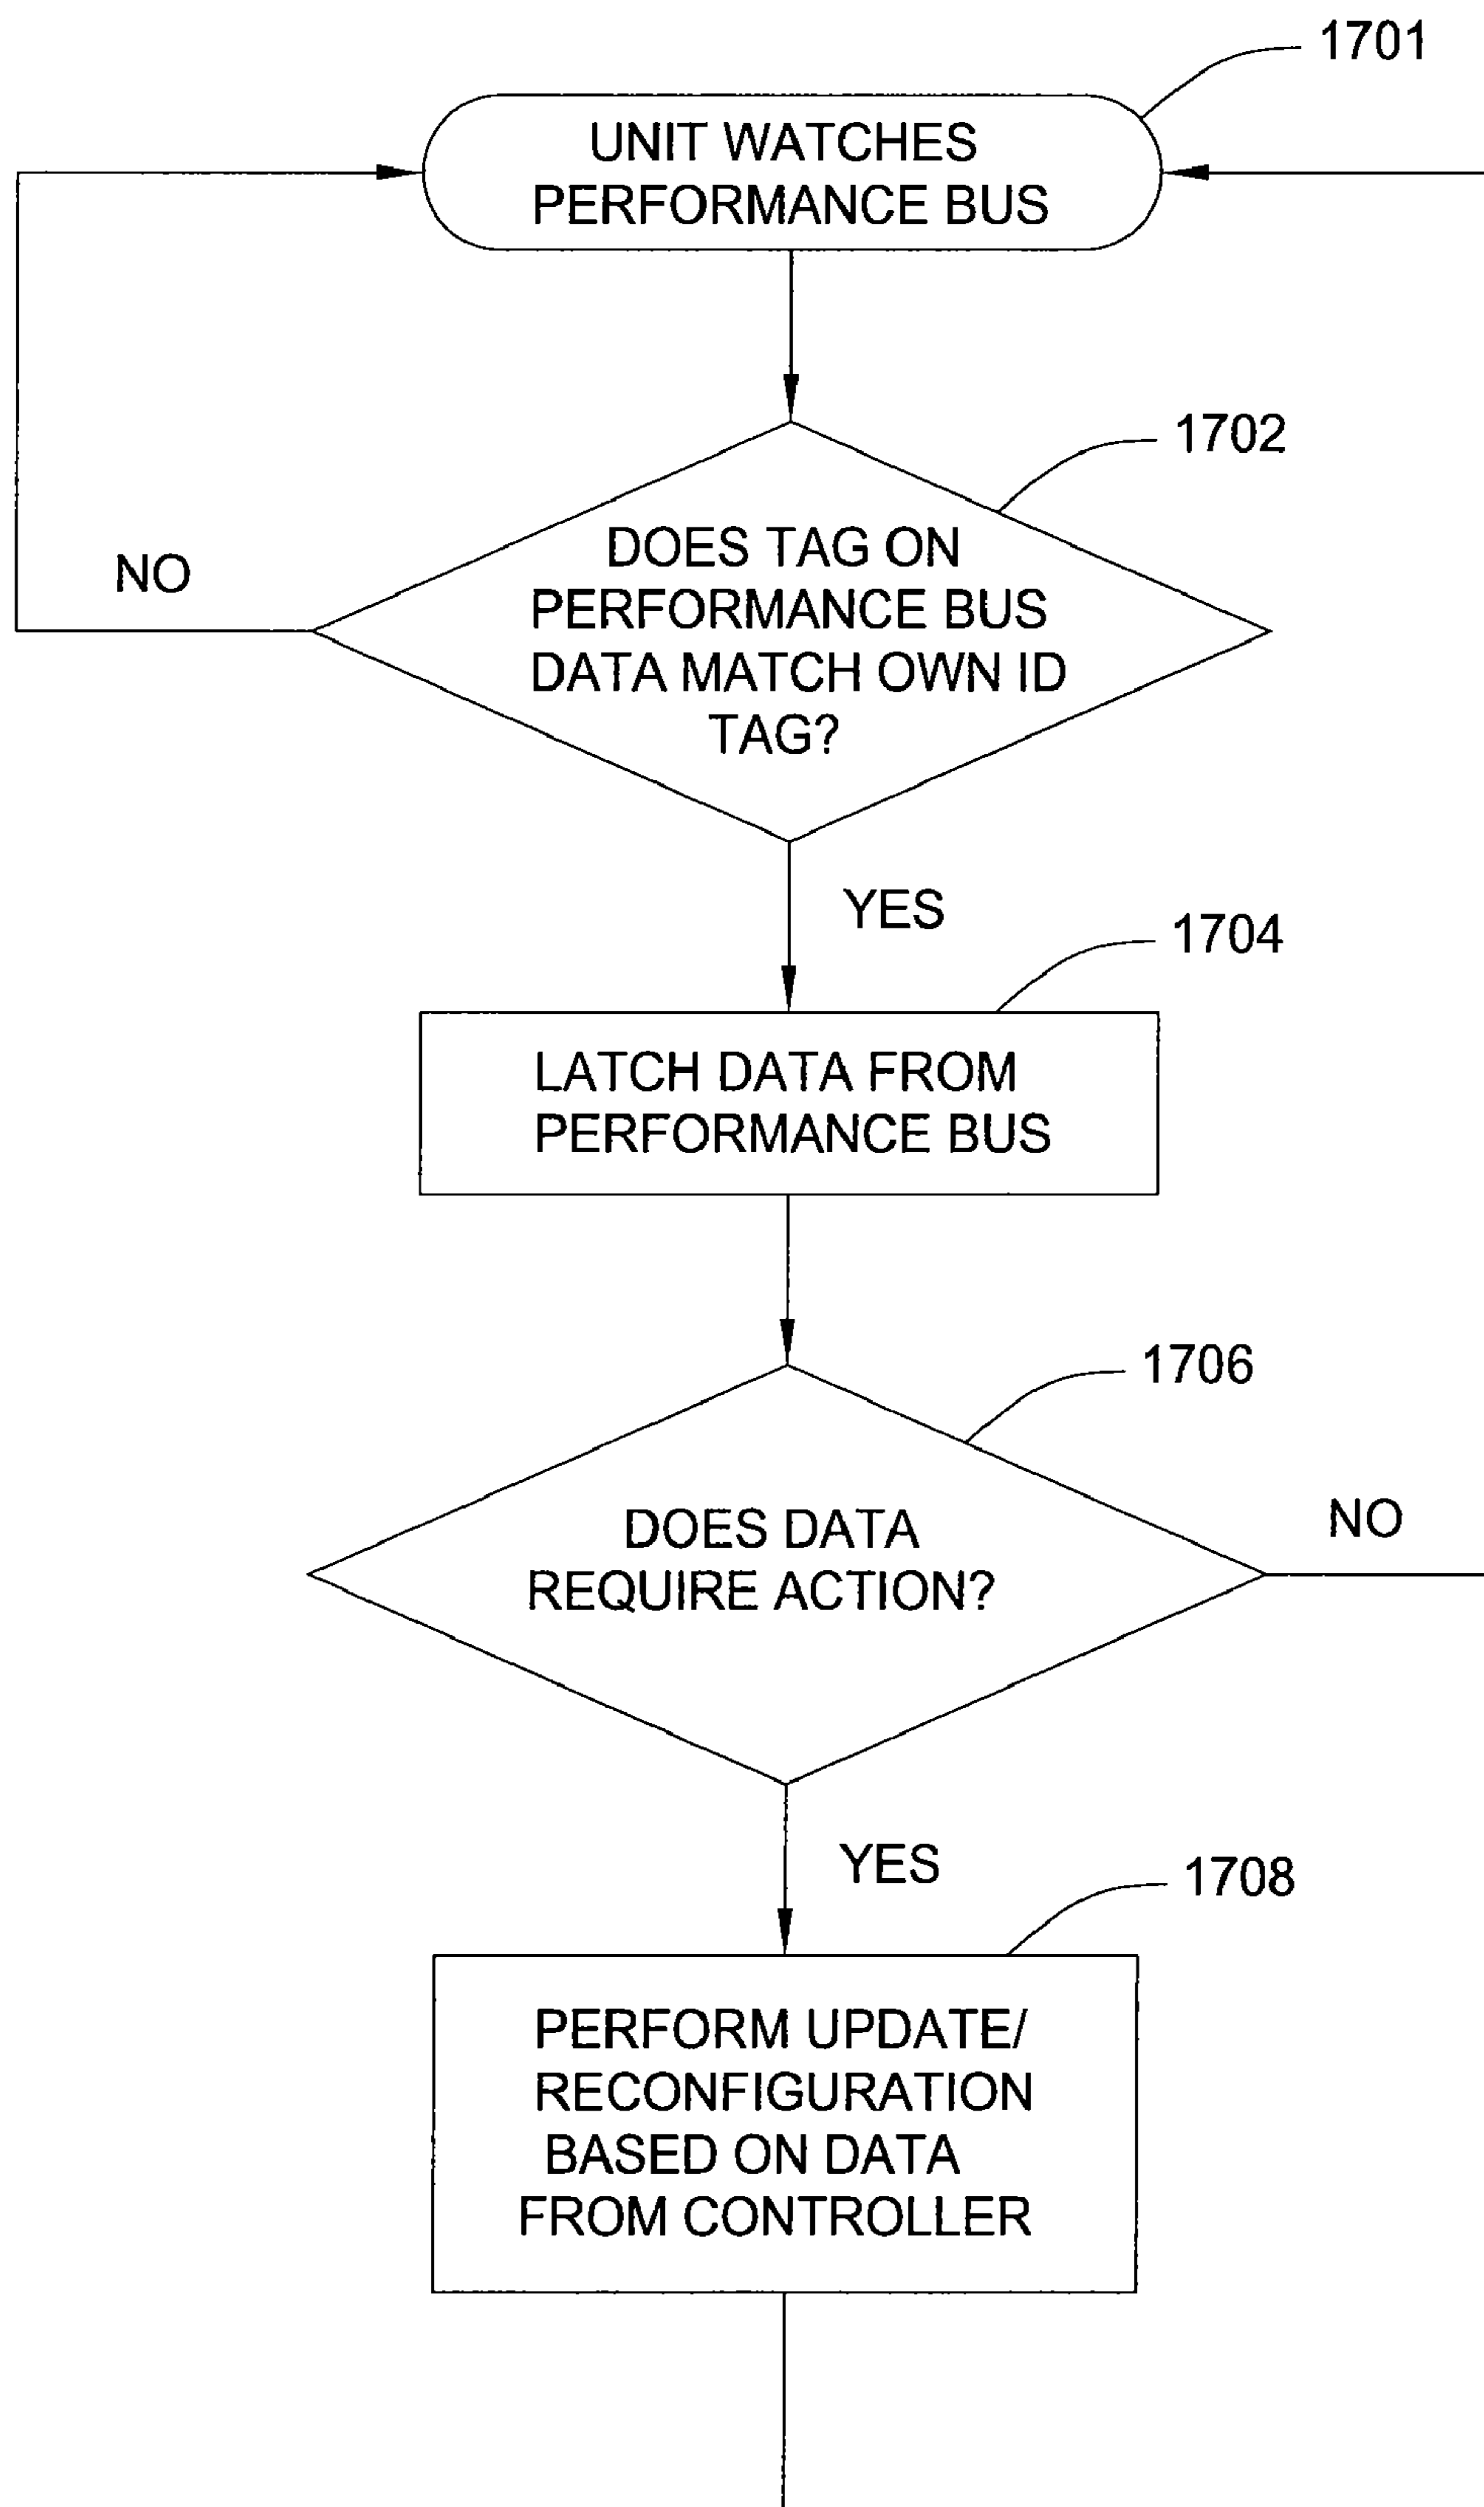 1701
UNIT WATCHES
PERFORMANCE BUS
1702
DOES TAG ON
PERFORMANCE BUS
DATA MATCH OWN ID
TAG?
NO
YES
1704
LATCH DATA FROM
PERFORMANCE BUS
1706
DOES DATA
REQUIRE ACTION?
NO
YES
1708
PERFORM UPDATE/
RECONFIGURATION
BASED ON DATA
FROM CONTROLLER